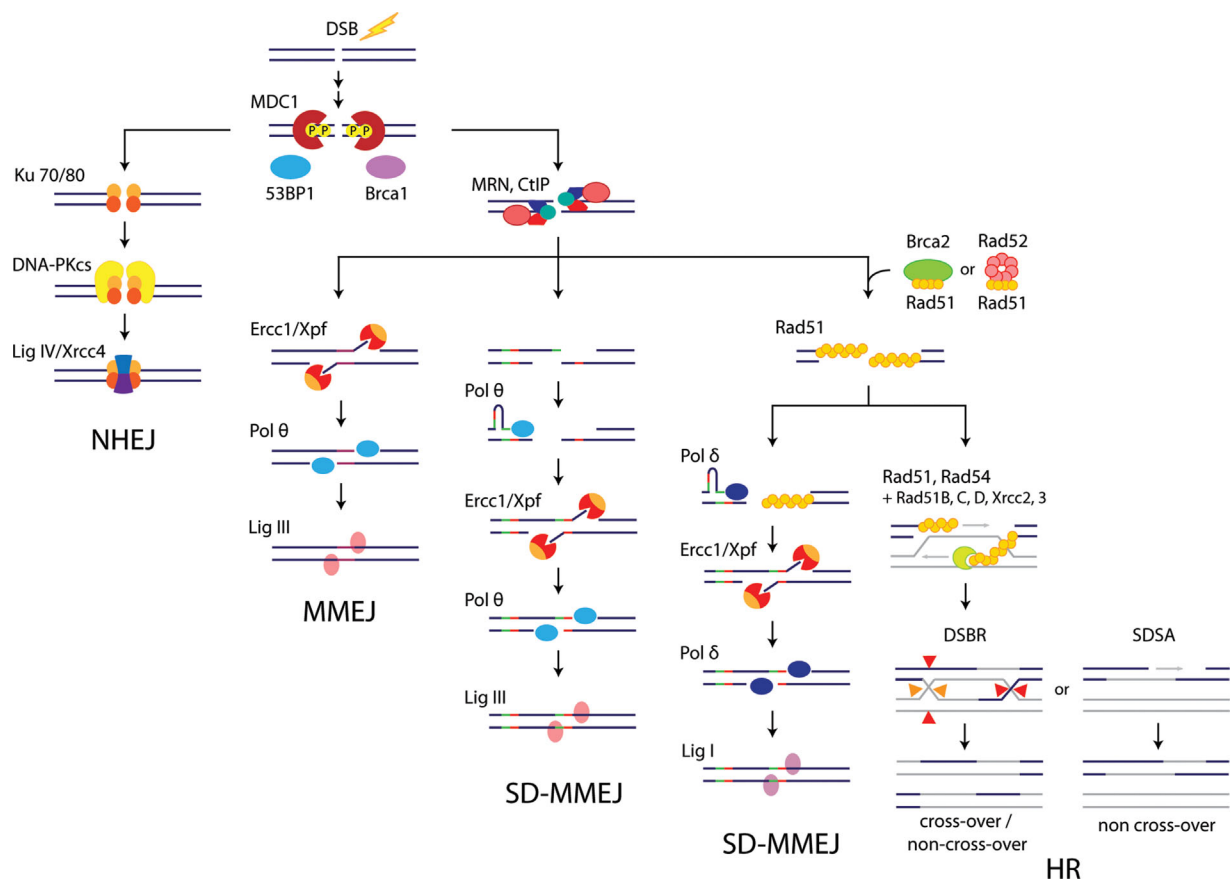 DSB
MDC1
P P P P
53BP1
Brca1
Ku 70/80
DNA-PKcs
Lig IV/Xrcc4
NHEJ
MRN, CtIP
Brca2
or
Rad52
Rad51
Rad51
Ercc1/Xpf
Pol θ
Lig III
MMEJ
Pol θ
Ercc1/Xpf
Pol θ
Lig III
SD-MMEJ
Rad51
Pol δ
Ercc1/Xpf
Pol δ
Lig I
SD-MMEJ
Rad51, Rad54
+ Rad51B, C, D, Xrcc2, 3
DSBR
SDSA
or
cross-over /
non-cross-over
non cross-over
HR